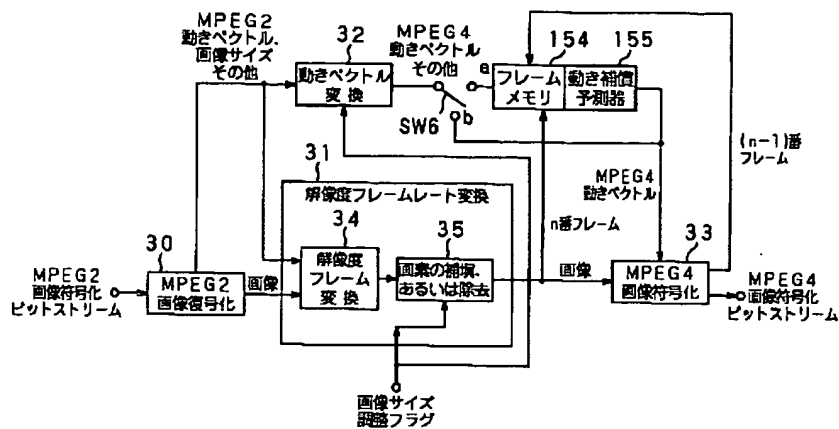 MPEG2
動きベクトル、
画像サイズ
その他
32
動きベクトル
変換
MPEG4
動きベクトル
その他
a
b
SW6
154
フレーム
メモリ
155
動き補償
予測器
(n-1)番
フレーム
31
解像度フレームレート変換
MPEG4
動きベクトル
n番フレーム
30
MPEG2
画像符号化
ビットストリーム
MPEG2
画像復号化
画像
34
解像度
フレーム
変換
35
画素の補填、
あるいは除去
画像
33
MPEG4
画像符号化
MPEG4
画像符号化
ビットストリーム
画像サイズ
調整フラグ